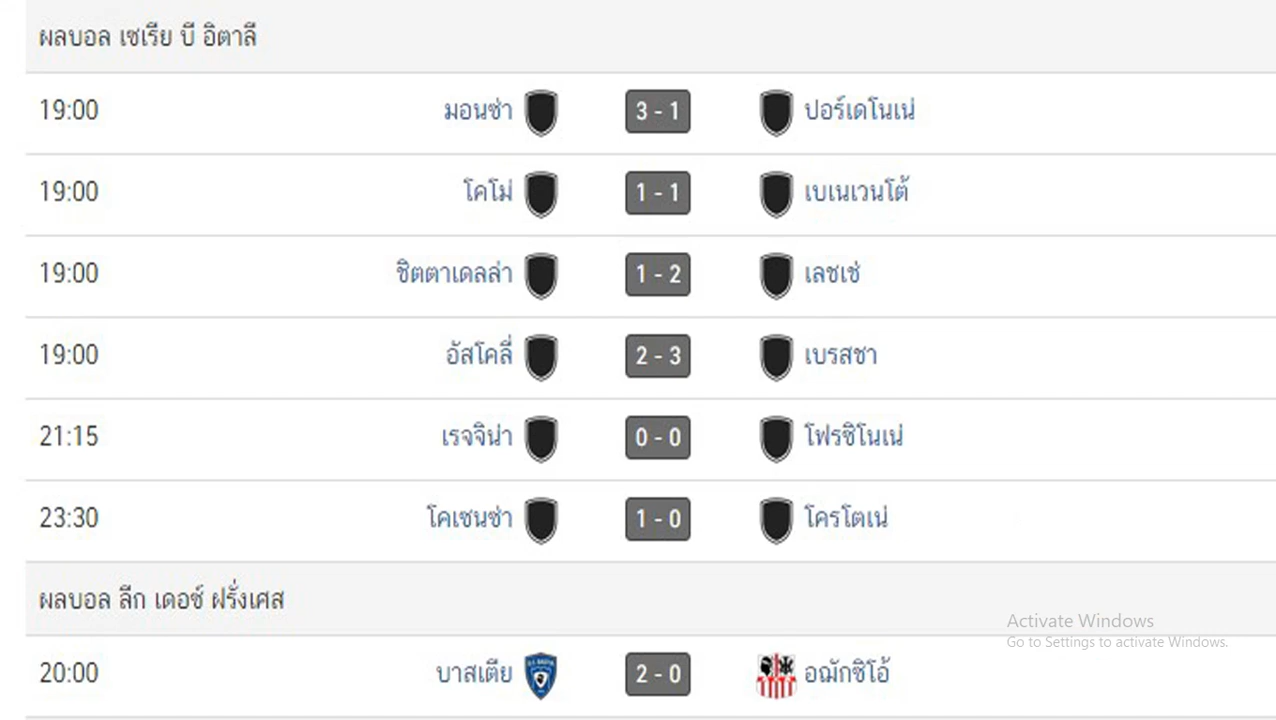 ผลบอล เซเรีย บี อิตาลี
19:00 มอนซ่า 3 - 1 ปอร์เดโนเน่
19:00 โคโม่ 1 - 1 เบเนเวนโต้
19:00 ชิตตาเดลล่า 1 - 2 เลชเช่
19:00 อัสโคลี่ 2 - 3 เบรสชา
21:15 เรจจิน่า 0 - 0 โฟรซิโนเน่
23:30 โคเซนซ่า 1 - 0 โครโตเน่
ผลบอล ลีก เดอซ์ ฝรั่งเศส
Activate Windows
Go to Settings to activate Windows.
20:00 บาสเตีย 2 - 0 อฌักซิโอ้